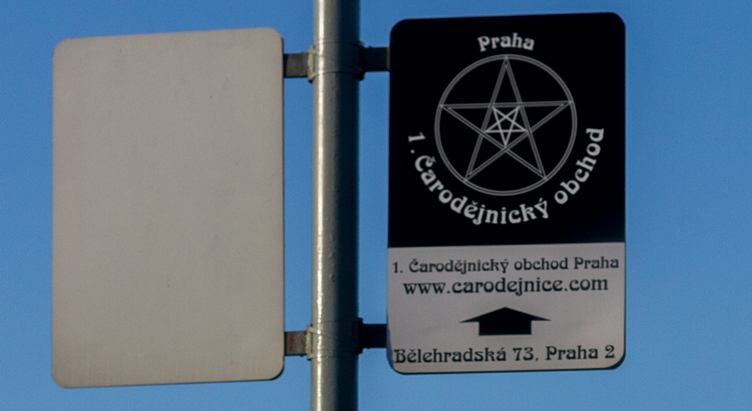 Praha
1. Čarodějnický obchod
1. Čarodějnický obchod Praha
www.carodejnice.com
Bělehradská 73, Praha 2